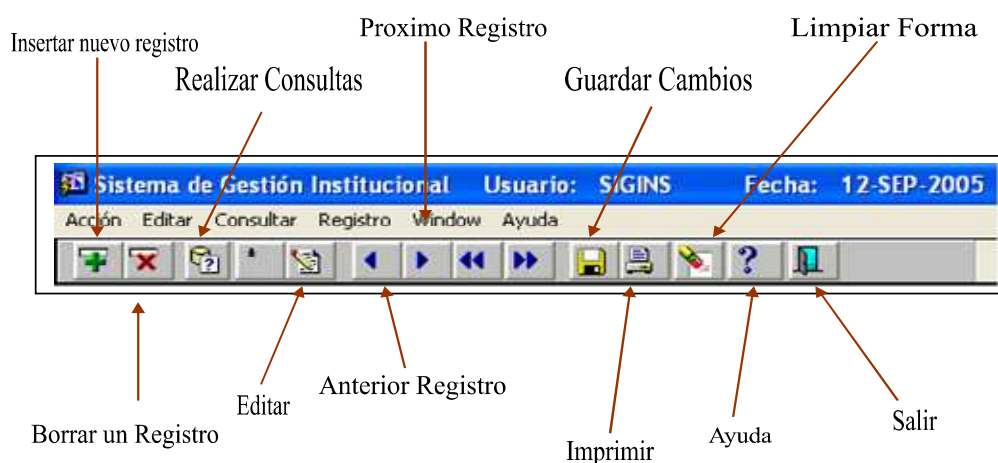 Proximo Registro
Limpiar Forma
Insertar nuevo registro
Realizar Consultas
Guardar Cambios
Sistema de Gestión Institucional Usuario: SIGINS Fecha: 12-SEP-2005
Acción Editar Consultar Registro Window Ayuda
Anterior Registro
Editar
Salir
Borrar un Registro
Ayuda
Imprimir